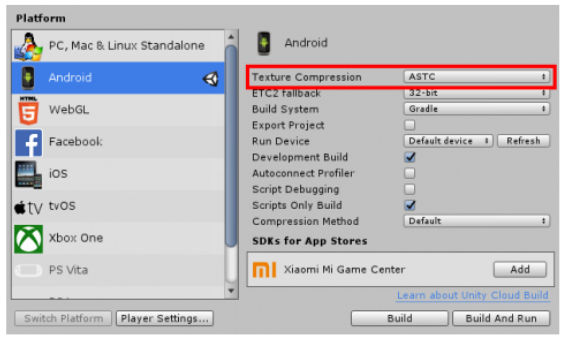 Platform
PC, Mac & Linux Standalone
Android
HTML
5
WebGL
f
Facebook
iOS
tv
tvOS
Xbox One
PS Vita
Switch Platform
Player Settings...
Android
Texture Compression ASTC
ETC2 fallback 32-bit
Build System Gradle
Export Project
Run Device Default device Refresh
Development Build
Autoconnect Profiler
Script Debugging
Scripts Only Build
Compression Method Default
SDKs for App Stores
Xiaomi Mi Game Center Add
Learn about Unity Cloud Build
Build
Build And Run